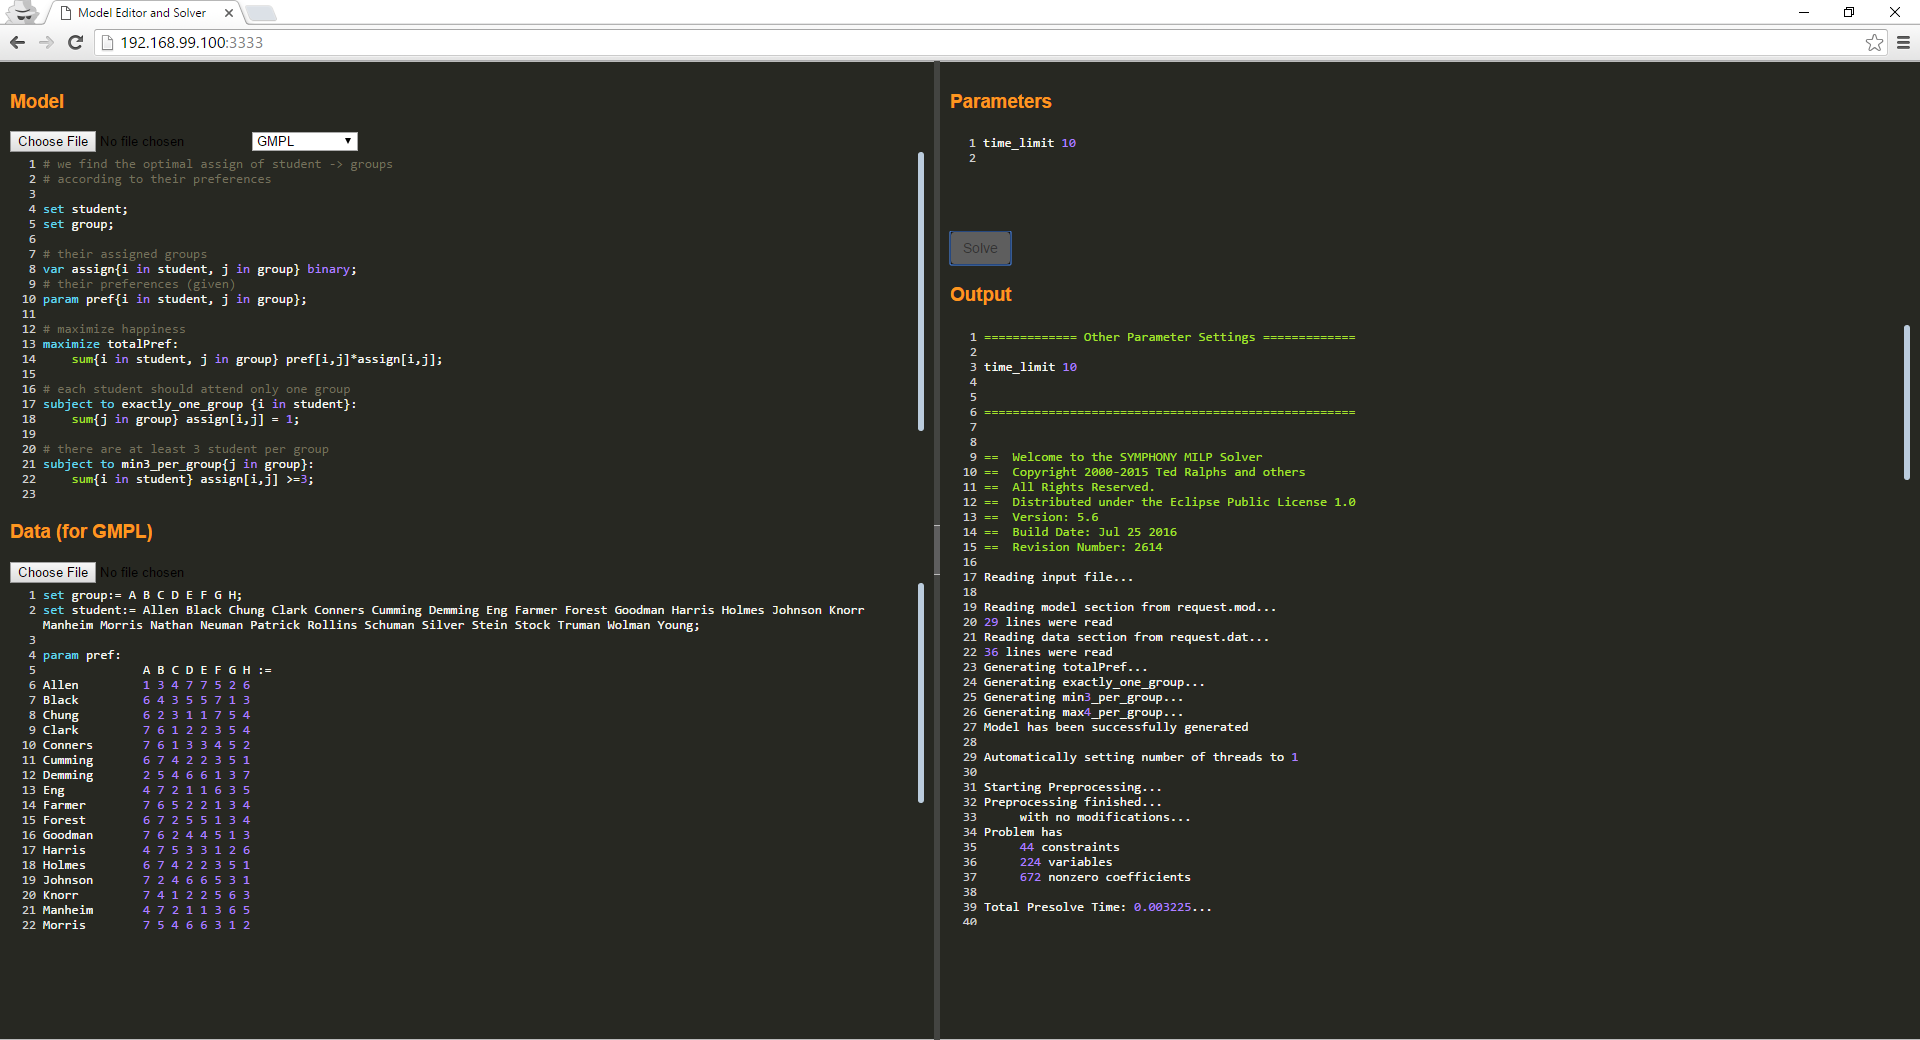 Model Editor and Solver
192.168.99.100:3333
Model
Choose File No file chosen GMPL
1 # we find the optimal assign of student -> groups
2 # according to their preferences
3
4 set student;
5 set group;
6
7 # their assigned groups
8 var assign{i in student, j in group} binary;
9 # their preferences (given)
10 param pref{i in student, j in group};
11
12 # maximize happiness
13 maximize totalPref:
14 sum{i in student, j in group} pref[i,j]*assign[i,j];
15
16 # each student should attend only one group
17 subject to exactly_one_group {i in student}:
18 sum{j in group} assign[i,j] = 1;
19
20 # there are at least 3 student per group
21 subject to min3_per_group{j in group}:
22 sum{i in student} assign[i,j] >=3;
23
Data (for GMPL)
Choose File No file chosen
1 set group:= A B C D E F G H;
2 set student:= Allen Black Chung Clark Conners Cumming Demming Eng Farmer Forest Goodman Harris Holmes Johnson Knorr
Manheim Morris Nathan Neuman Patrick Rollins Schuman Silver Stein Stock Truman Wolman Young;
3
4 param pref:
5 A B C D E F G H :=
6 Allen 1 3 4 7 7 5 2 6
7 Black 6 4 3 5 5 7 1 3
8 Chung 6 2 3 1 1 7 5 4
9 Clark 7 6 1 2 2 3 5 4
10 Conners 7 6 1 3 3 4 5 2
11 Cumming 6 7 4 2 2 3 5 1
12 Demming 2 5 4 6 6 1 3 7
13 Eng 4 7 2 1 1 6 3 5
14 Farmer 7 6 5 2 2 1 3 4
15 Forest 6 7 2 5 5 1 3 4
16 Goodman 7 6 2 4 4 5 1 3
17 Harris 4 7 5 3 3 1 2 6
18 Holmes 6 7 4 2 2 3 5 1
19 Johnson 7 2 4 6 6 5 3 1
20 Knorr 7 4 1 2 2 5 6 3
21 Manheim 4 7 2 1 1 3 6 5
22 Morris 7 5 4 6 6 3 1 2
Parameters
1 time_limit 10
2
Solve
Output
1 ============= Other Parameter Settings =============
2
3 time_limit 10
4
5
6 ====================================================
7
8
9 == Welcome to the SYMPHONY MILP Solver
10 == Copyright 2000-2015 Ted Ralphs and others
11 == All Rights Reserved.
12 == Distributed under the Eclipse Public License 1.0
13 == Version: 5.6
14 == Build Date: Jul 25 2016
15 == Revision Number: 2614
16
17 Reading input file...
18
19 Reading model section from request.mod...
20 29 lines were read
21 Reading data section from request.dat...
22 36 lines were read
23 Generating totalPref...
24 Generating exactly_one_group...
25 Generating min3_per_group...
26 Generating max4_per_group...
27 Model has been successfully generated
28
29 Automatically setting number of threads to 1
30
31 Starting Preprocessing...
32 Preprocessing finished...
33 with no modifications...
34 Problem has
35 44 constraints
36 224 variables
37 672 nonzero coefficients
38
39 Total Presolve Time: 0.003225...
40